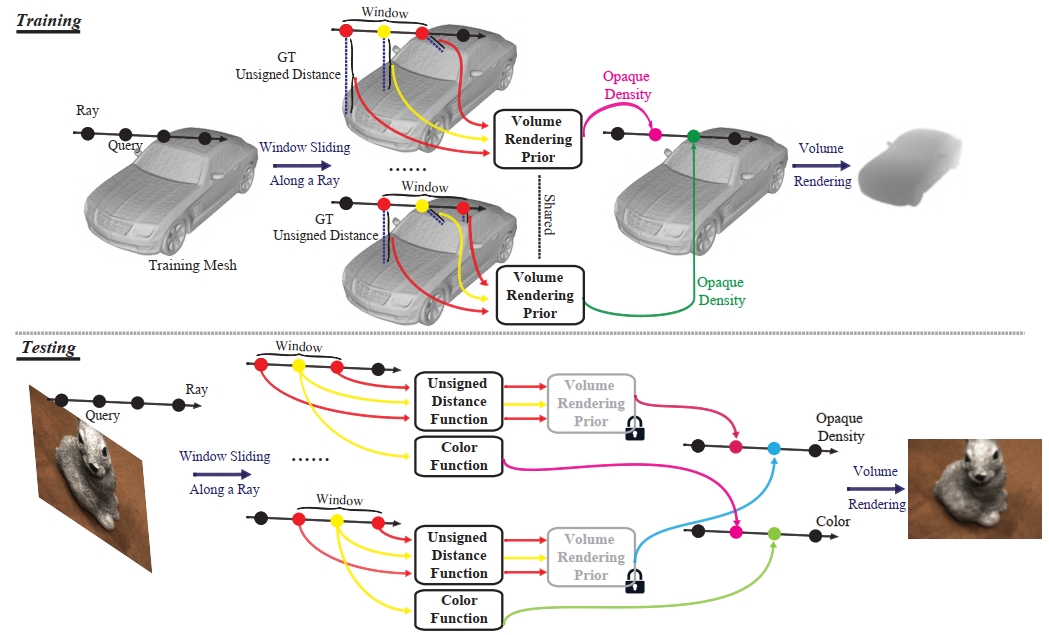 Training
Window
GT
Unsigned Distance
Ray
Query
Window Sliding
Along a Ray
Training Mesh
Volume
Rendering
Prior
Opaque
Density
Volume
Rendering
......
Window
GT
Unsigned Distance
Shared
Volume
Rendering
Prior
Opaque
Density
Testing
Window
Ray
Query
Unsigned
Distance
Function
Volume
Rendering
Prior
Color
Function
Opaque
Density
Window Sliding
Along a Ray
......
Volume
Rendering
Window
Unsigned
Distance
Function
Volume
Rendering
Prior
Color
Color
Function